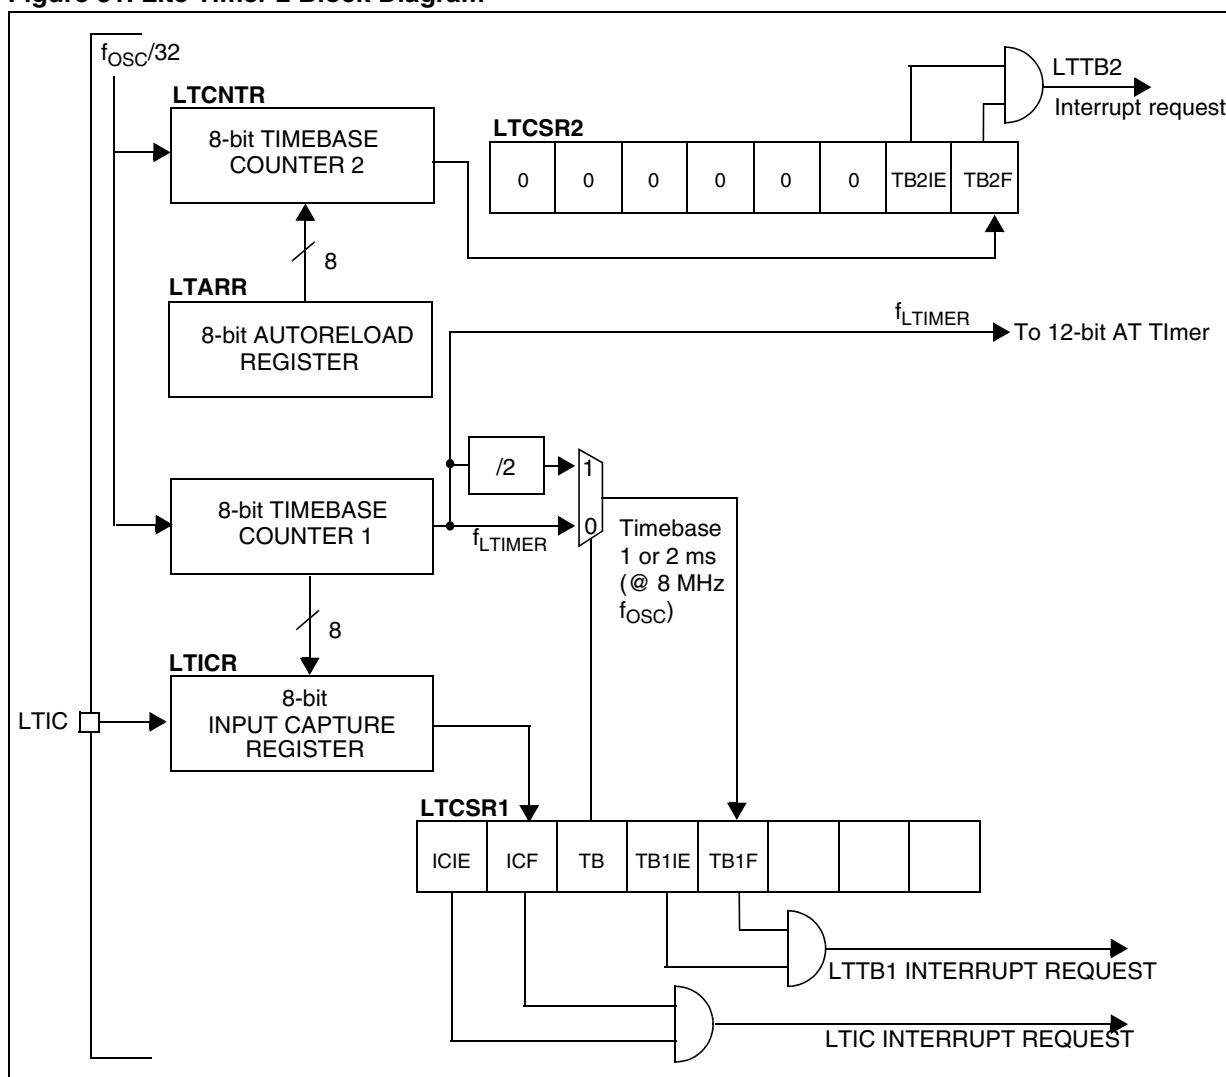 fOSC/32
LTTB2
Interrupt request
LTCNTR
8-bit TIMEBASE
COUNTER 2
LTCSR2
0 0 0 0 0 0 TB2IE TB2F
8
LTARR
8-bit AUTORELOAD
REGISTER
fLTIMER
To 12-bit AT TImer
/2
1
8-bit TIMEBASE
COUNTER 1
fLTIMER
0
Timebase
1 or 2 ms
(@ 8 MHz
fOSC)
8
LTICR
8-bit
INPUT CAPTURE
REGISTER
LTIC
LTCSR1
ICIE ICF TB TB1IE TB1F
LTTB1 INTERRUPT REQUEST
LTIC INTERRUPT REQUEST